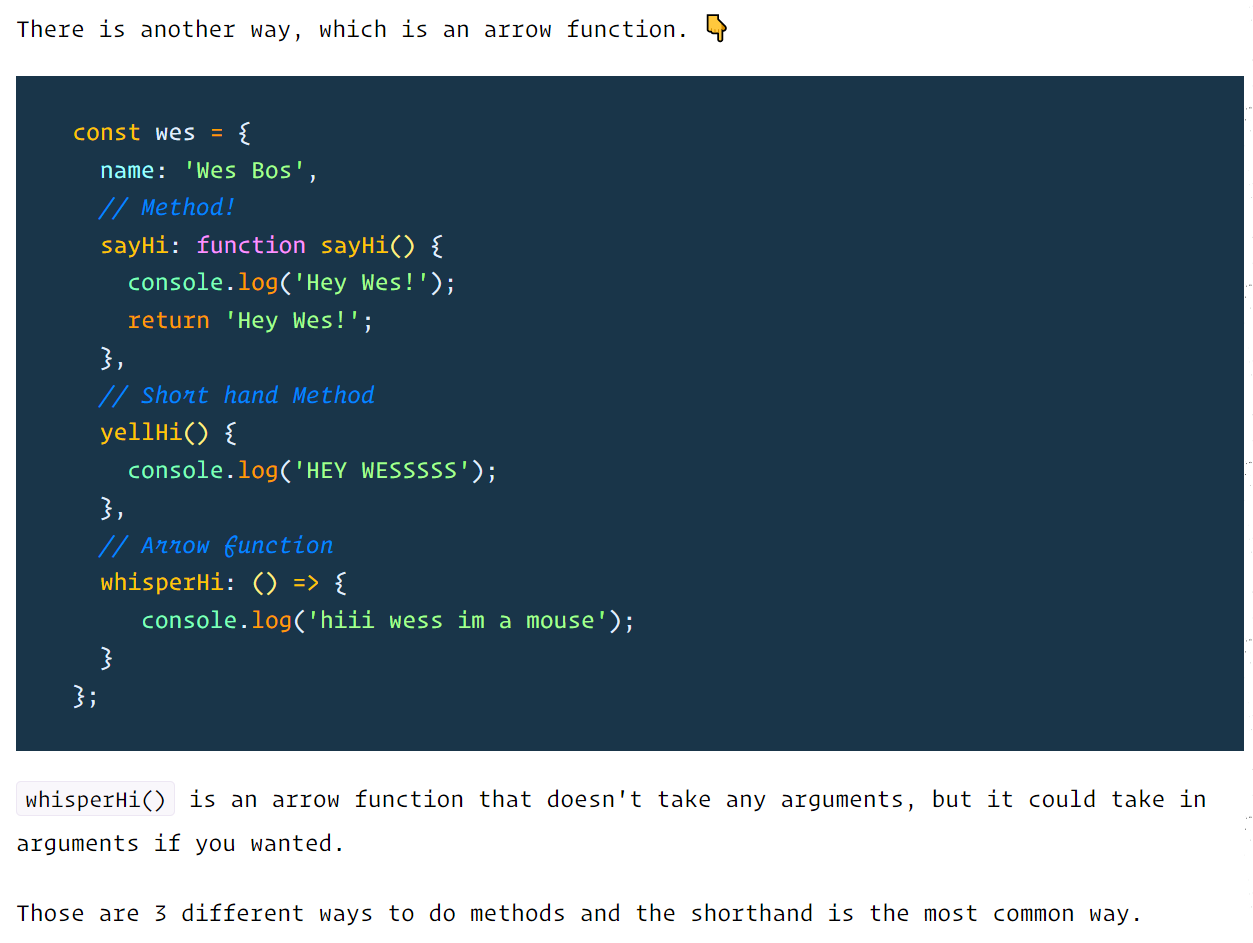 There is another way, which is an arrow function. 👇
const wes = {
  name: 'Wes Bos',
  // Method!
  sayHi: function sayHi() {
    console.log('Hey Wes!');
    return 'Hey Wes!';
  },
  // Short hand Method
  yellHi() {
    console.log('HEY WESSSSS');
  },
  // Arrow function
  whisperHi: () => {
     console.log('hiii wess im a mouse');
  }
};
whisperHi() is an arrow function that doesn't take any arguments, but it could take in
arguments if you wanted.
Those are 3 different ways to do methods and the shorthand is the most common way.